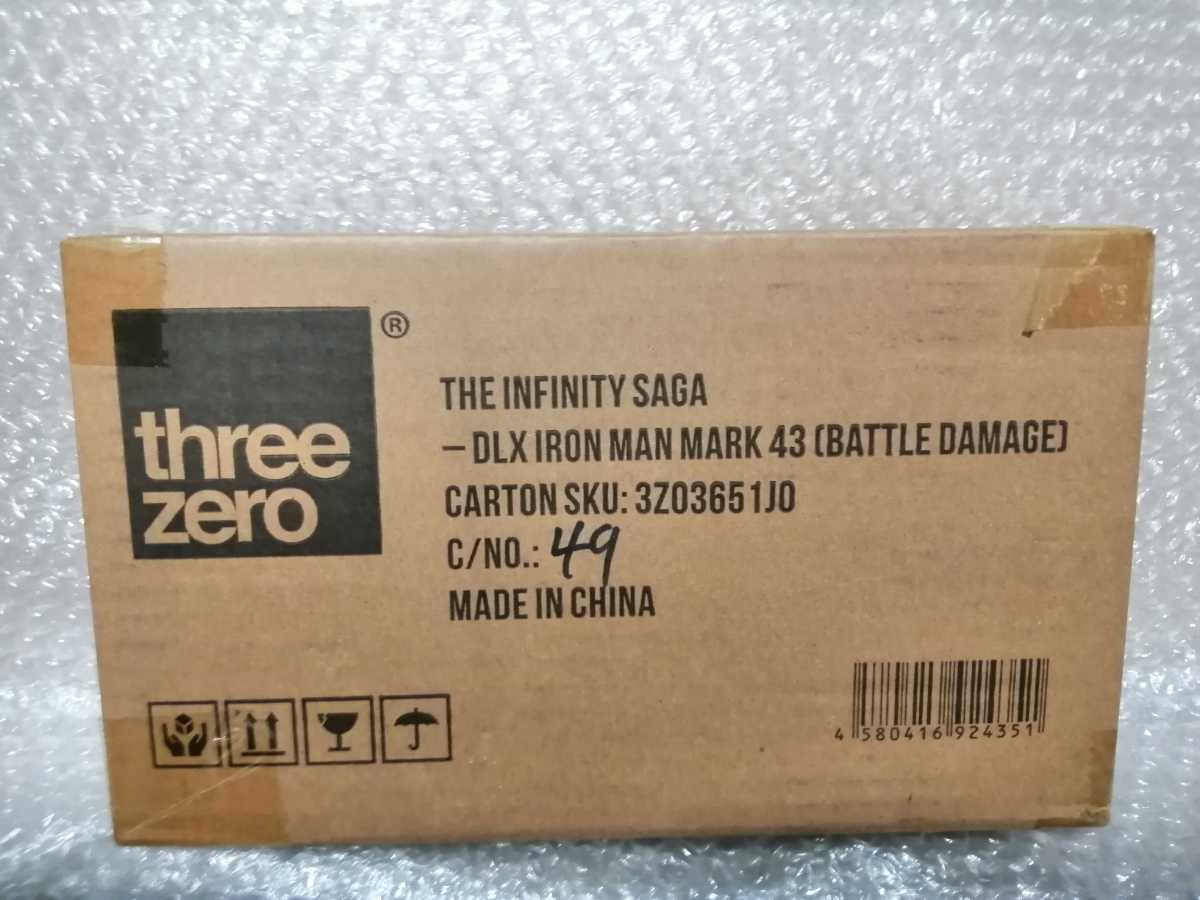 three
zero
®
THE INFINITY SAGA
– DLX IRON MAN MARK 43 (BATTLE DAMAGE)
CARTON SKU: 3Z03651J0
C/NO.: 49
MADE IN CHINA
4 580416 924351